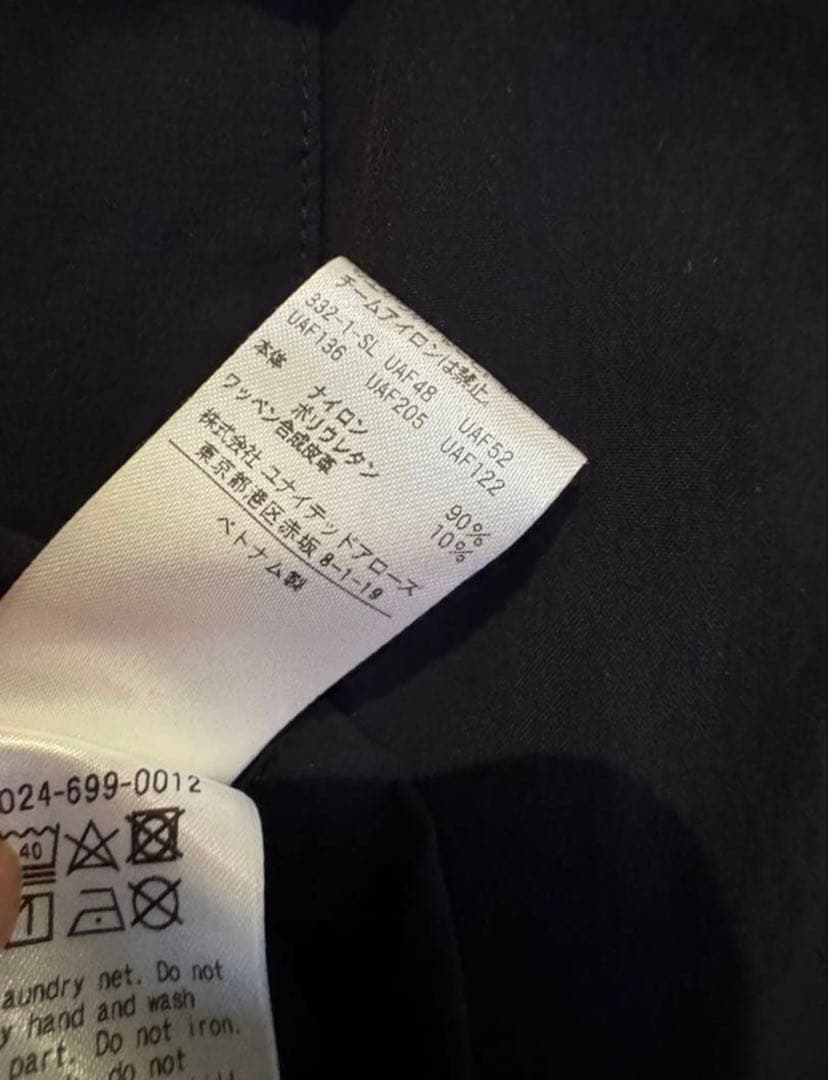 チームアイロンは禁止。
332-1-SL UAF48 UAF52
UAF136 UAF205 UAF122
本体 ナイロン 90%
ポリウレタン 10%
ワッペン合成皮革
株式会社 ユナイテッドアローズ
東京都港区赤坂 8-1-19
ベトナム製
024-699-0012
40
aundry net. Do not
y hand and wash
part. Do not iron.
do not